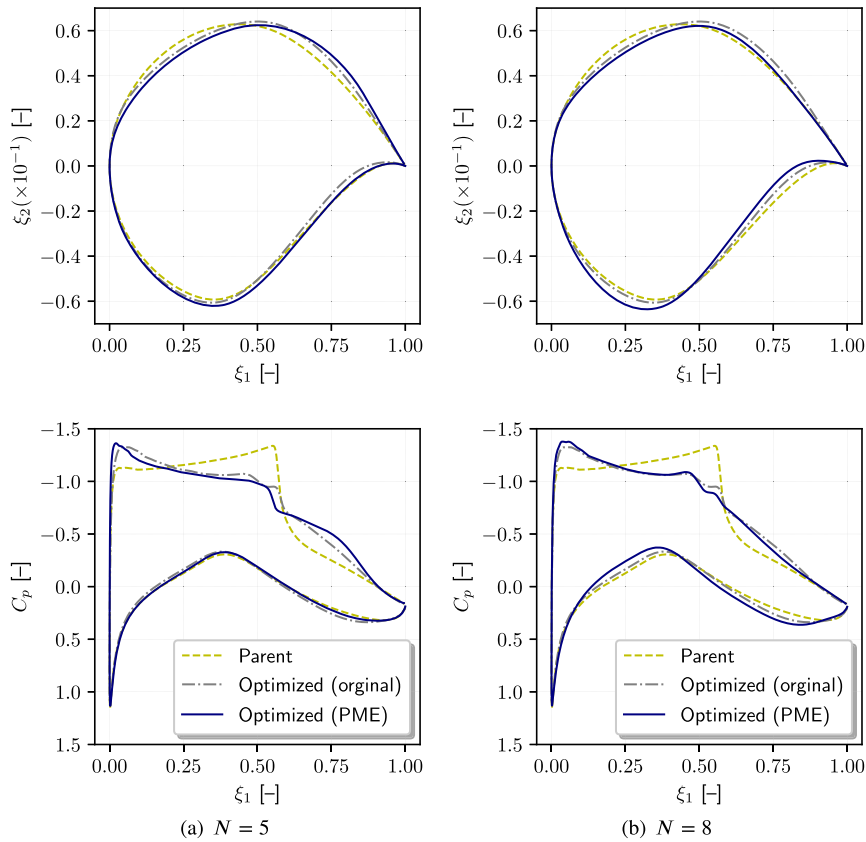 0.6
0.4
0.2
0.0
−0.2
−0.4
−0.6
ξ2(×10−1) [–]
0.00 0.25 0.50 0.75 1.00
ξ1 [–]
0.6
0.4
0.2
0.0
−0.2
−0.4
−0.6
ξ2(×10−1) [–]
0.00 0.25 0.50 0.75 1.00
ξ1 [–]
−1.5
−1.0
−0.5
0.0
0.5
1.0
1.5
Cp [–]
Parent
Optimized (orginal)
Optimized (PME)
0.00 0.25 0.50 0.75 1.00
ξ1 [–]
(a) N = 5
−1.5
−1.0
−0.5
0.0
0.5
1.0
1.5
Cp [–]
Parent
Optimized (orginal)
Optimized (PME)
0.00 0.25 0.50 0.75 1.00
ξ1 [–]
(b) N = 8